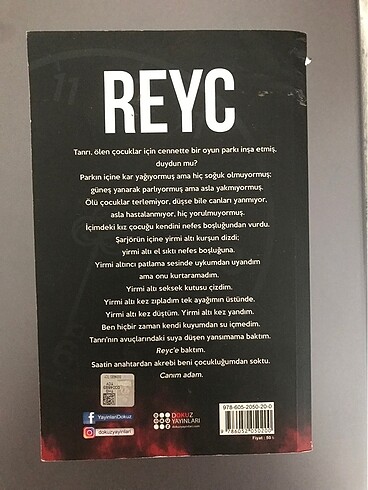 11
REYC
Tanrı, ölen çocuklar için cennette bir oyun parkı inşa etmiş,
duydun mu?
Parkın içine kar yağıyormuş ama hiç soğuk olmuyormuş;
güneş yanarak parlıyormuş ama asla yakmıyormuş.
Ölü çocuklar terlemiyor, düşse bile canları yanmıyor,
asla hastalanmıyor, hiç yorulmuyormuş.
İçimdeki kız çocuğu kendini nefes boşluğundan vurdu.
Şarjörün içine yirmi altı kurşun dizdi;
yirmi altı el sıktı nefes boşluğuna.
Yirmi altıncı patlama sesinde uykumdan uyandım
ama onu kurtaramadım.
Yirmi altı seksek kutusu çizdim.
Yirmi altı kez zıpladım tek ayağımın üstünde.
Yirmi altı kez düştüm. Yirmi altı kez yandım.
Ben hiçbir zaman kendi kuyumdan su içmedim.
Tanrı'nın avuçlarındaki suya düşen yansımama baktım.
Reyc'e baktım.
Saatin anahtardan akrebi beni çocukluğumdan soktu.
Canım adam.
YayinlariDokuz
dokuzyayinlari
DOKUZ
YAYINLARI
978-605-2050-20-0
9 786052 050200